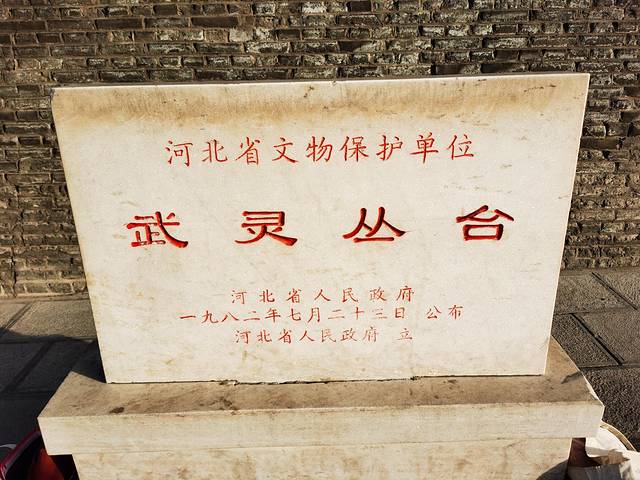 河北省文物保护单位
武灵丛台
河北省人民政府
一九八二年七月二十三日 公布
河北省人民政府 立